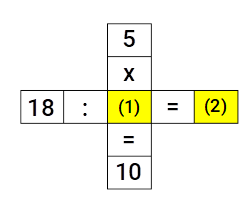 5
x
18 : (1) = (2)
=
10